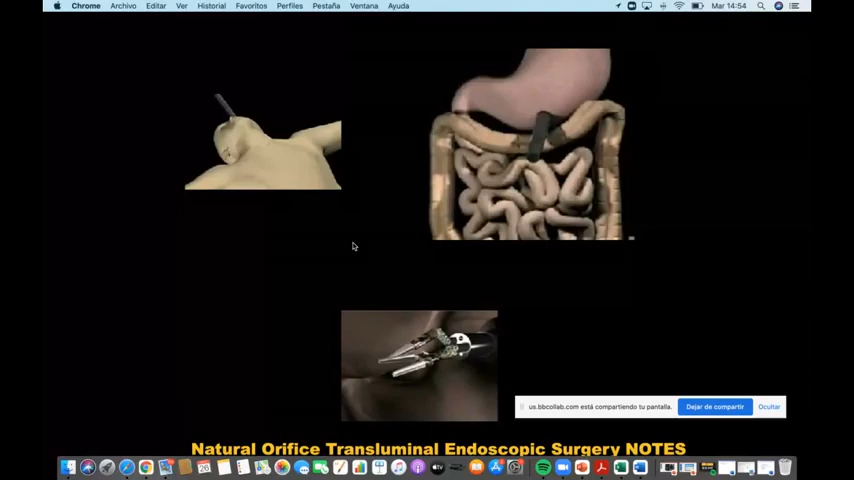 Chrome Archivo Editar Ver Historial Favoritos Perfiles Pestaña Ventana Ayuda Mar 14:54
us.bbcollab.com está compartiendo tu pantalla. Dejar de compartir Ocultar
Natural Orifice Transluminal Endoscopic Surgery NOTES